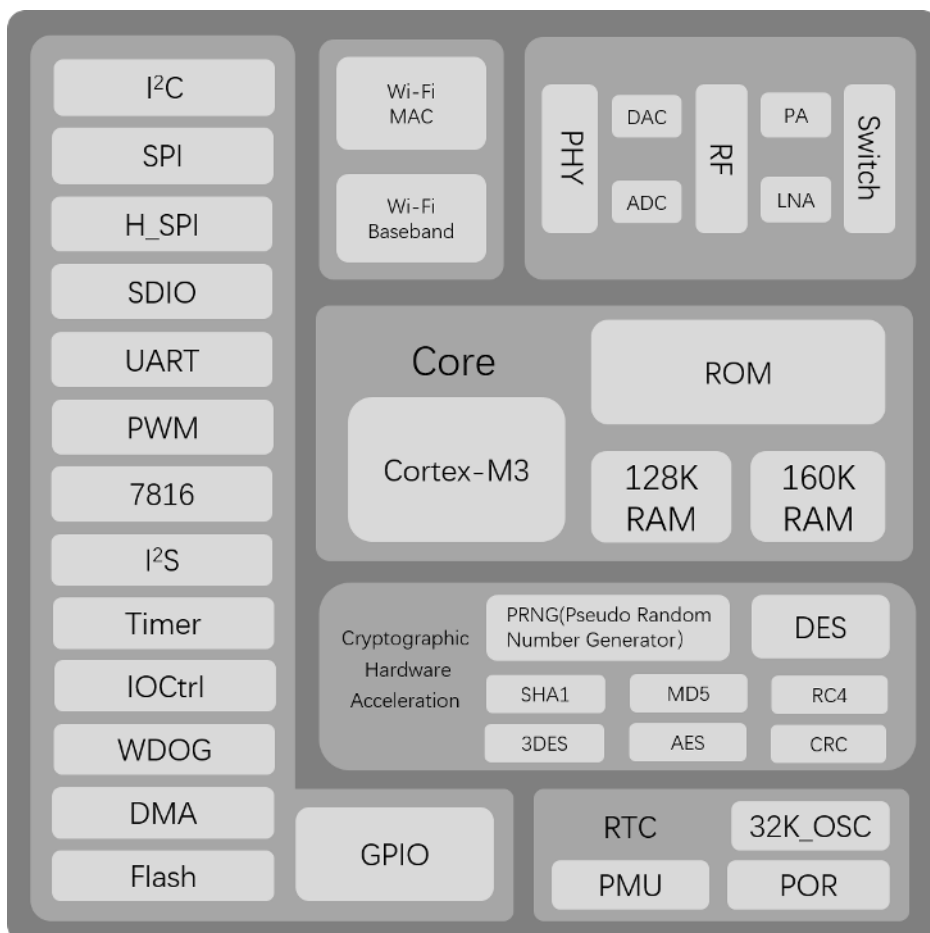 I²C
SPI
H_SPI
SDIO
UART
PWM
7816
I²S
Timer
IOCtrl
WDOG
DMA
Flash
GPIO
Wi-Fi
MAC
Wi-Fi
Baseband
PHY
DAC
ADC
RF
PA
LNA
Switch
Core
Cortex-M3
ROM
128K
RAM
160K
RAM
Cryptographic
Hardware
Acceleration
PRNG(Pseudo Random
Number Generator）
DES
SHA1
MD5
RC4
3DES
AES
CRC
RTC
32K_OSC
PMU
POR